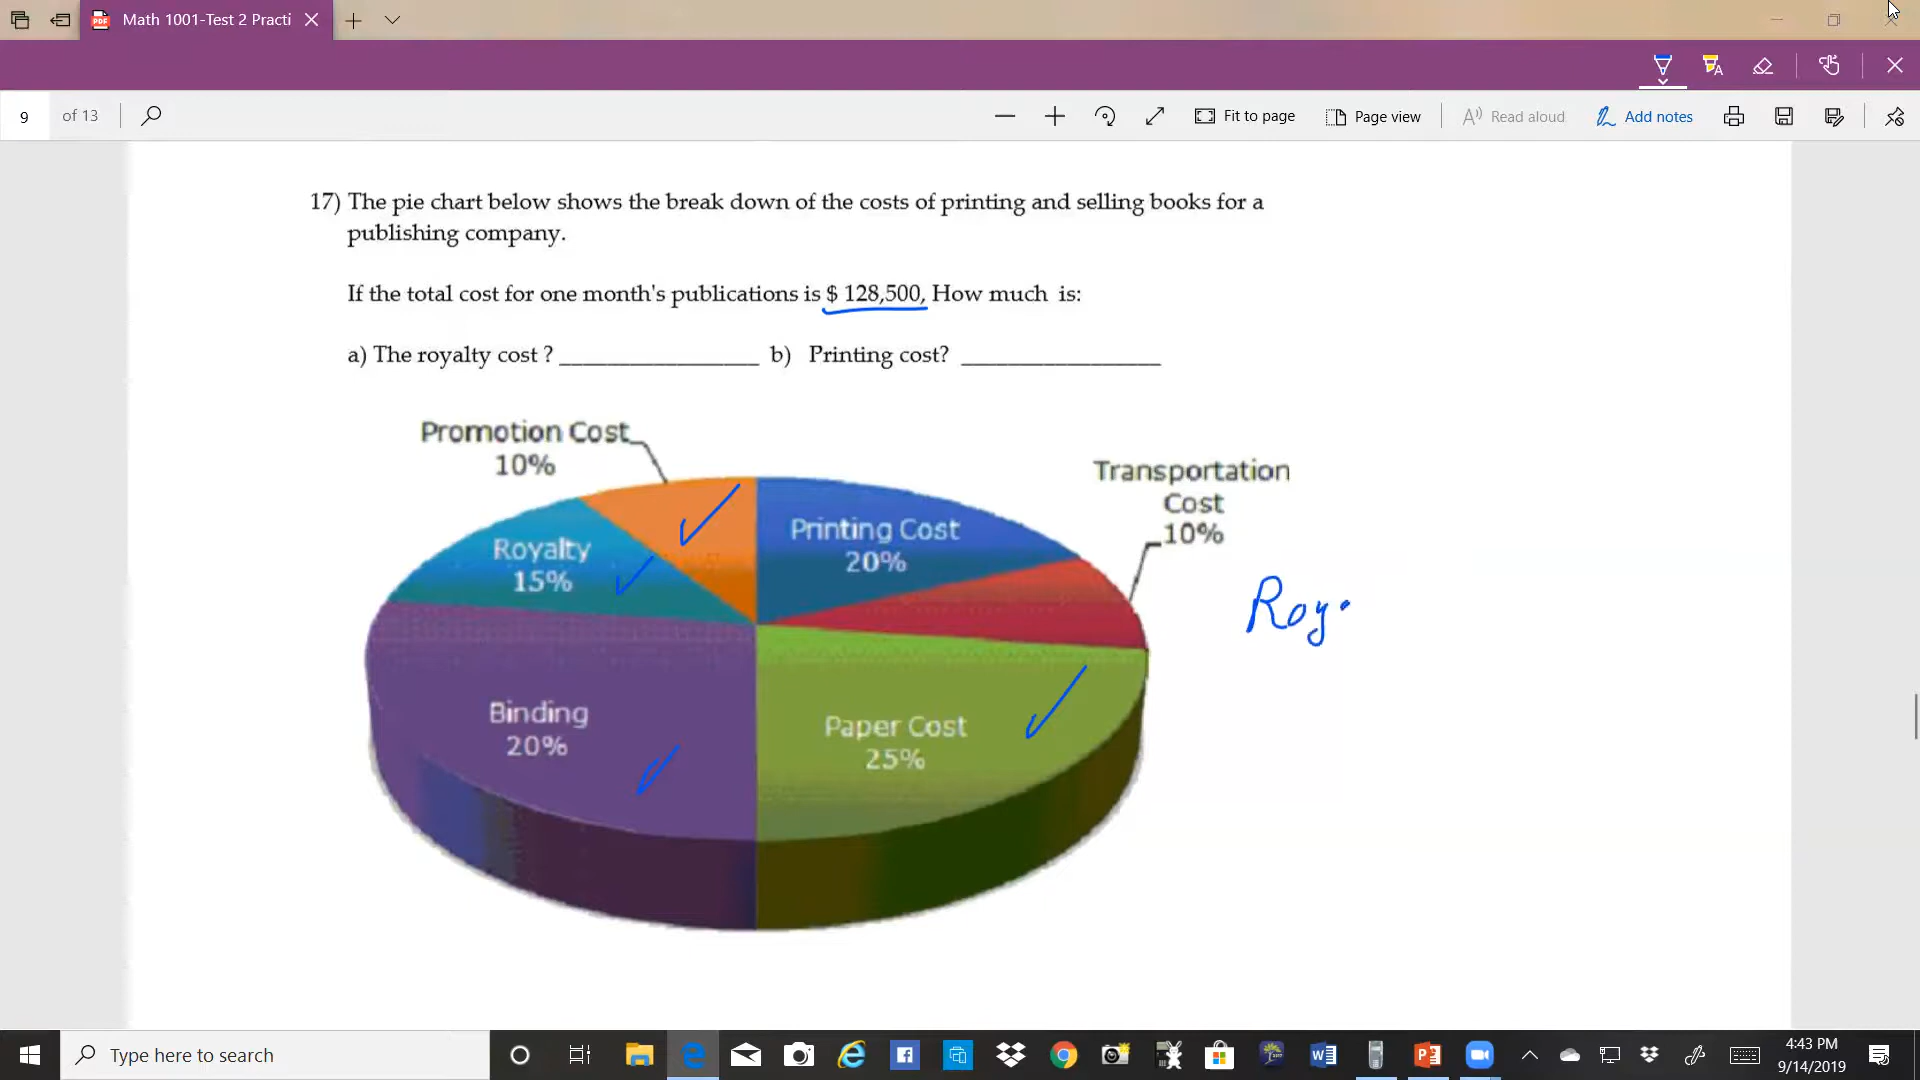 Math 1001-Test 2 Practi
9 of 13
Fit to page
Page view
Read aloud
Add notes
17) The pie chart below shows the break down of the costs of printing and selling books for a
publishing company.
If the total cost for one month's publications is $ 128,500, How much is:
a) The royalty cost ? _________________ b) Printing cost? _________________
Promotion Cost
10%
Transportation
Cost
10%
Printing Cost
20%
Royalty
15%
Roy
Binding
20%
Paper Cost
25%
Type here to search
4:43 PM
9/14/2019